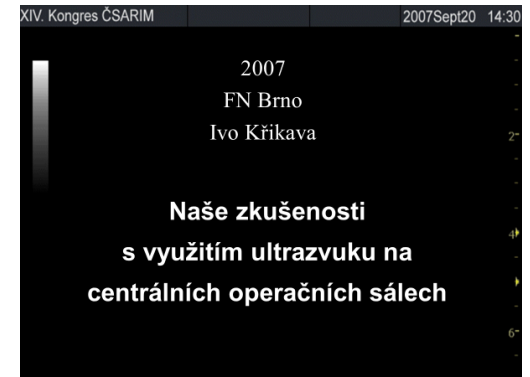 XIV. Kongres ČSARIM 2007Sept20 14:30
2007
FN Brno
Ivo Křikava
2
Naše zkušenosti
s využitím ultrazvuku na
4
centrálních operačních sálech
6